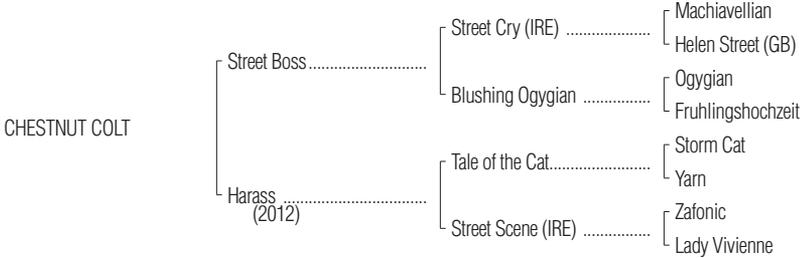 Machiavellian
Street Cry (IRE) ....................
Helen Street (GB)
Street Boss............................
Ogygian
Blushing Ogygian ................
Fruhlingshochzeit
CHESTNUT COLT
Storm Cat
Tale of the Cat........................
Yarn
Harass ..................................
(2012)
Zafonic
Street Scene (IRE) ................
Lady Vivienne